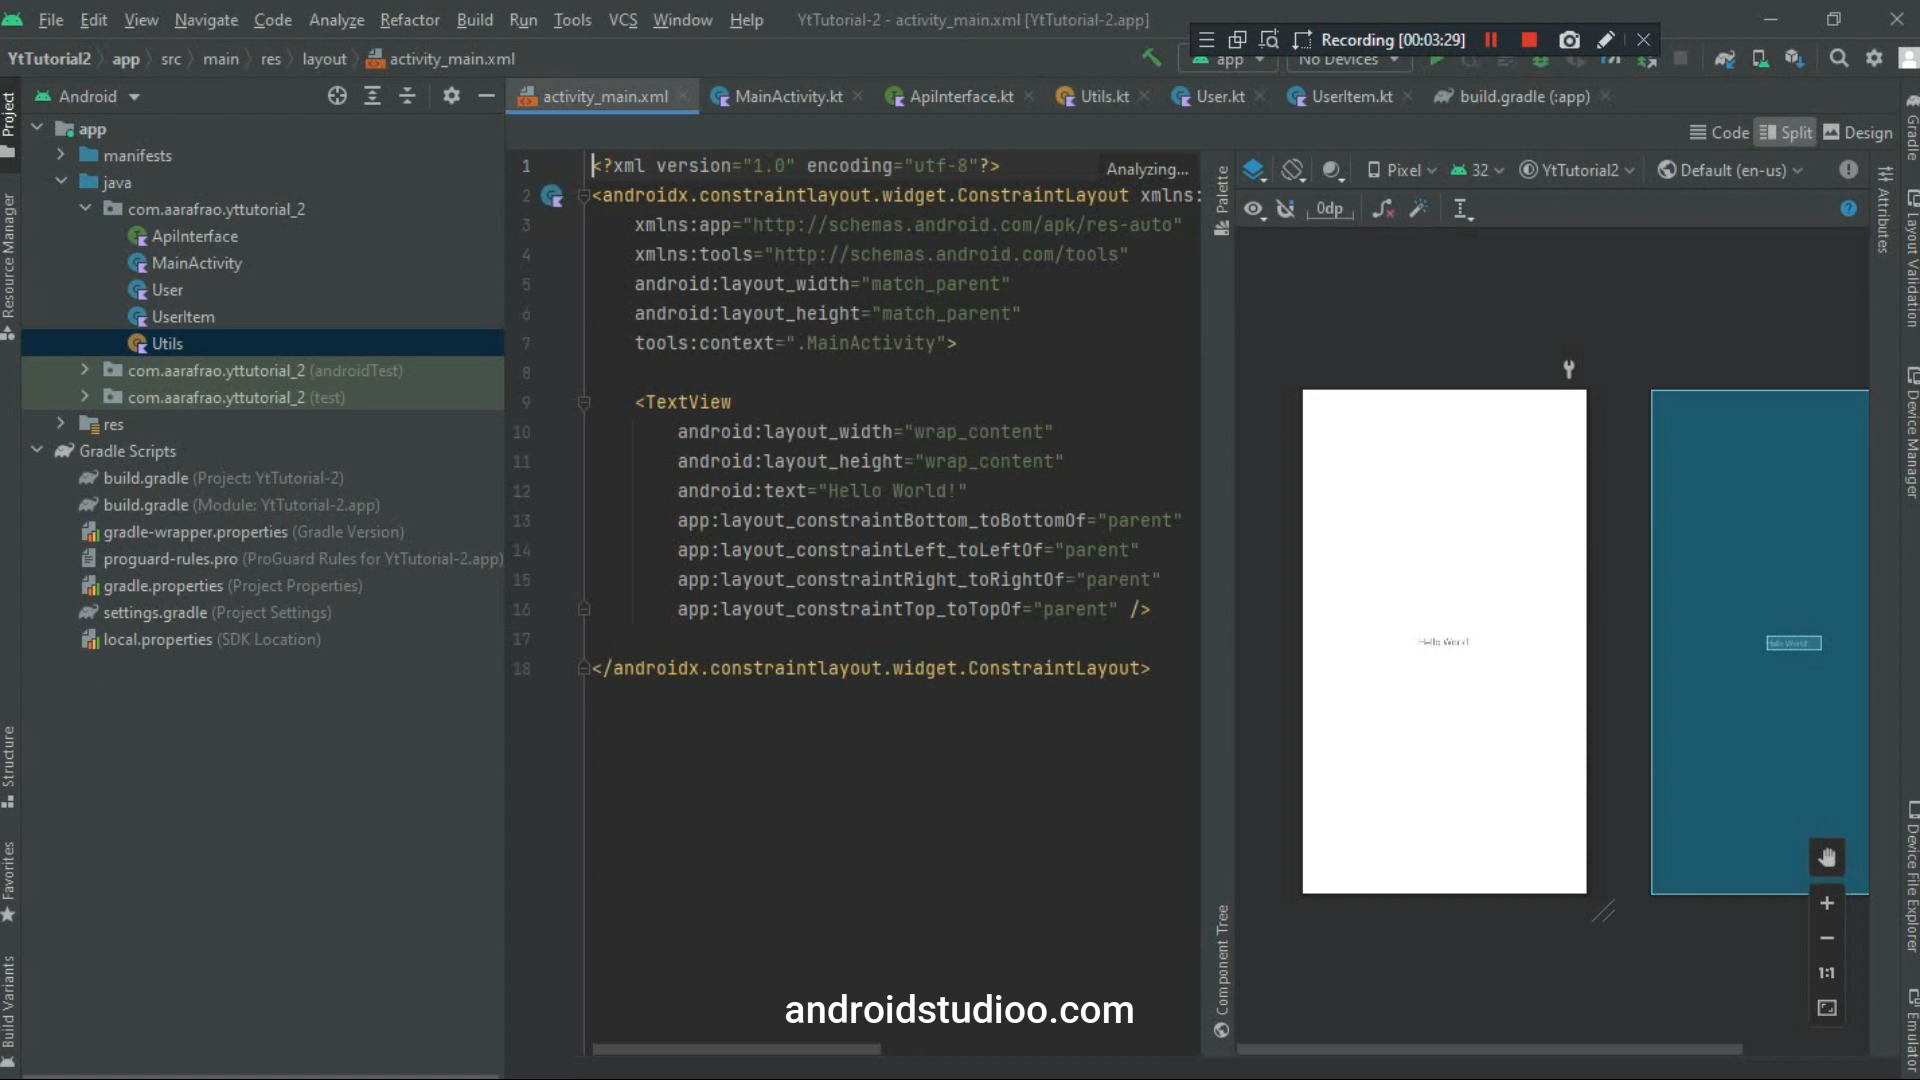 File Edit View Navigate Code Analyze Refactor Build Run Tools VCS Window Help YtTutorial-2 - activity_main.xml [YtTutorial-2.app]
Recording [00:03:29]
YtTutorial2 app src main res layout activity_main.xml
app No Devices
Project
Resource Manager
Structure
Favorites
Build Variants
Android
app
manifests
java
com.aarafrao.yttutorial_2
ApiInterface
MainActivity
User
UserItem
Utils
com.aarafrao.yttutorial_2 (androidTest)
com.aarafrao.yttutorial_2 (test)
res
Gradle Scripts
build.gradle (Project: YtTutorial-2)
build.gradle (Module: YtTutorial-2.app)
gradle-wrapper.properties (Gradle Version)
proguard-rules.pro (ProGuard Rules for YtTutorial-2.app)
gradle.properties (Project Properties)
settings.gradle (Project Settings)
local.properties (SDK Location)
activity_main.xml MainActivity.kt ApiInterface.kt Utils.kt User.kt UserItem.kt build.gradle (:app)
Code Split Design
Analyzing...
1 <?xml version="1.0" encoding="utf-8"?>
2 <androidx.constraintlayout.widget.ConstraintLayout xmlns:
3 xmlns:app="http://schemas.android.com/apk/res-auto"
4 xmlns:tools="http://schemas.android.com/tools"
5 android:layout_width="match_parent"
6 android:layout_height="match_parent"
7 tools:context=".MainActivity">
8
9 <TextView
10 android:layout_width="wrap_content"
11 android:layout_height="wrap_content"
12 android:text="Hello World!"
13 app:layout_constraintBottom_toBottomOf="parent"
14 app:layout_constraintLeft_toLeftOf="parent"
15 app:layout_constraintRight_toRightOf="parent"
16 app:layout_constraintTop_toTopOf="parent" />
17
18 </androidx.constraintlayout.widget.ConstraintLayout>
Palette
Component Tree
Pixel 32 YtTutorial2 Default (en-us)
0dp
Hello World!
Hello World!
1:1
Attributes
Gradle
Layout Validation
Device Manager
Device File Explorer
Emulator
androidstudioo.com